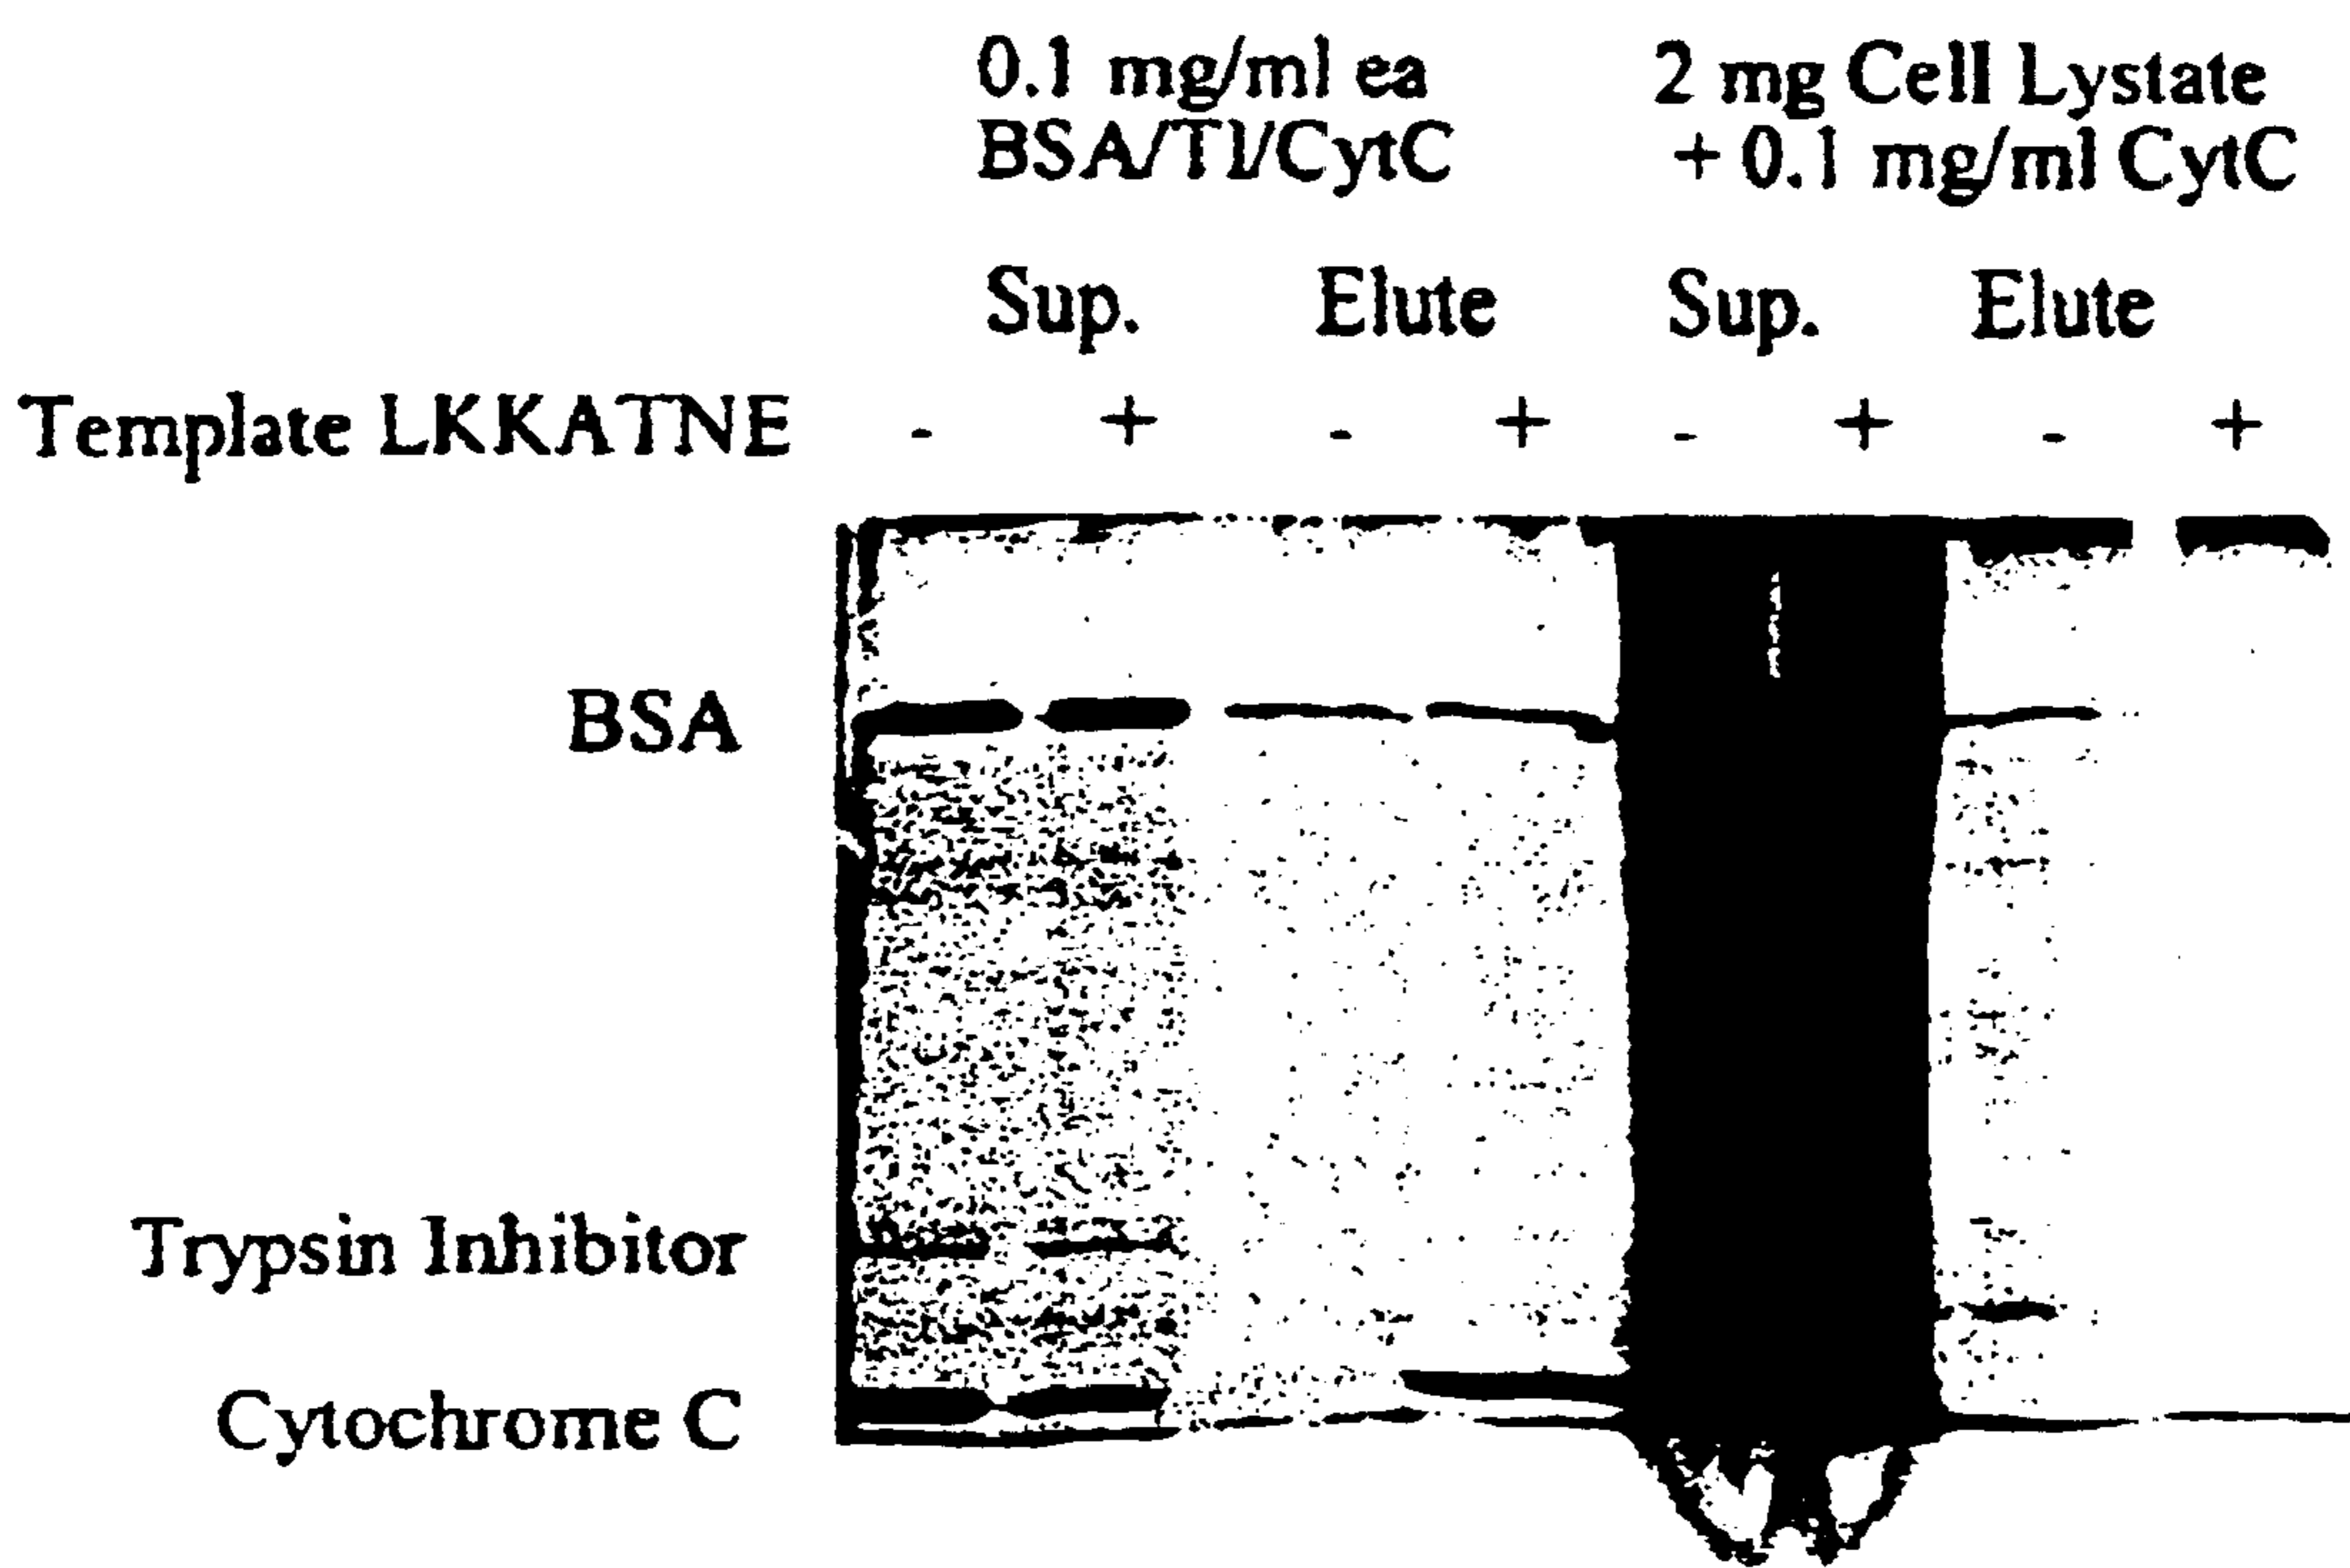 0.1 mg/ml ea
BSA/TI/CytC
2 mg Cell Lystate
+ 0.1 mg/ml CytC
Sup. Elute Sup. Elute
Template LKKATNE - + - + - + - +
BSA
Trypsin Inhibitor
Cytochrome C